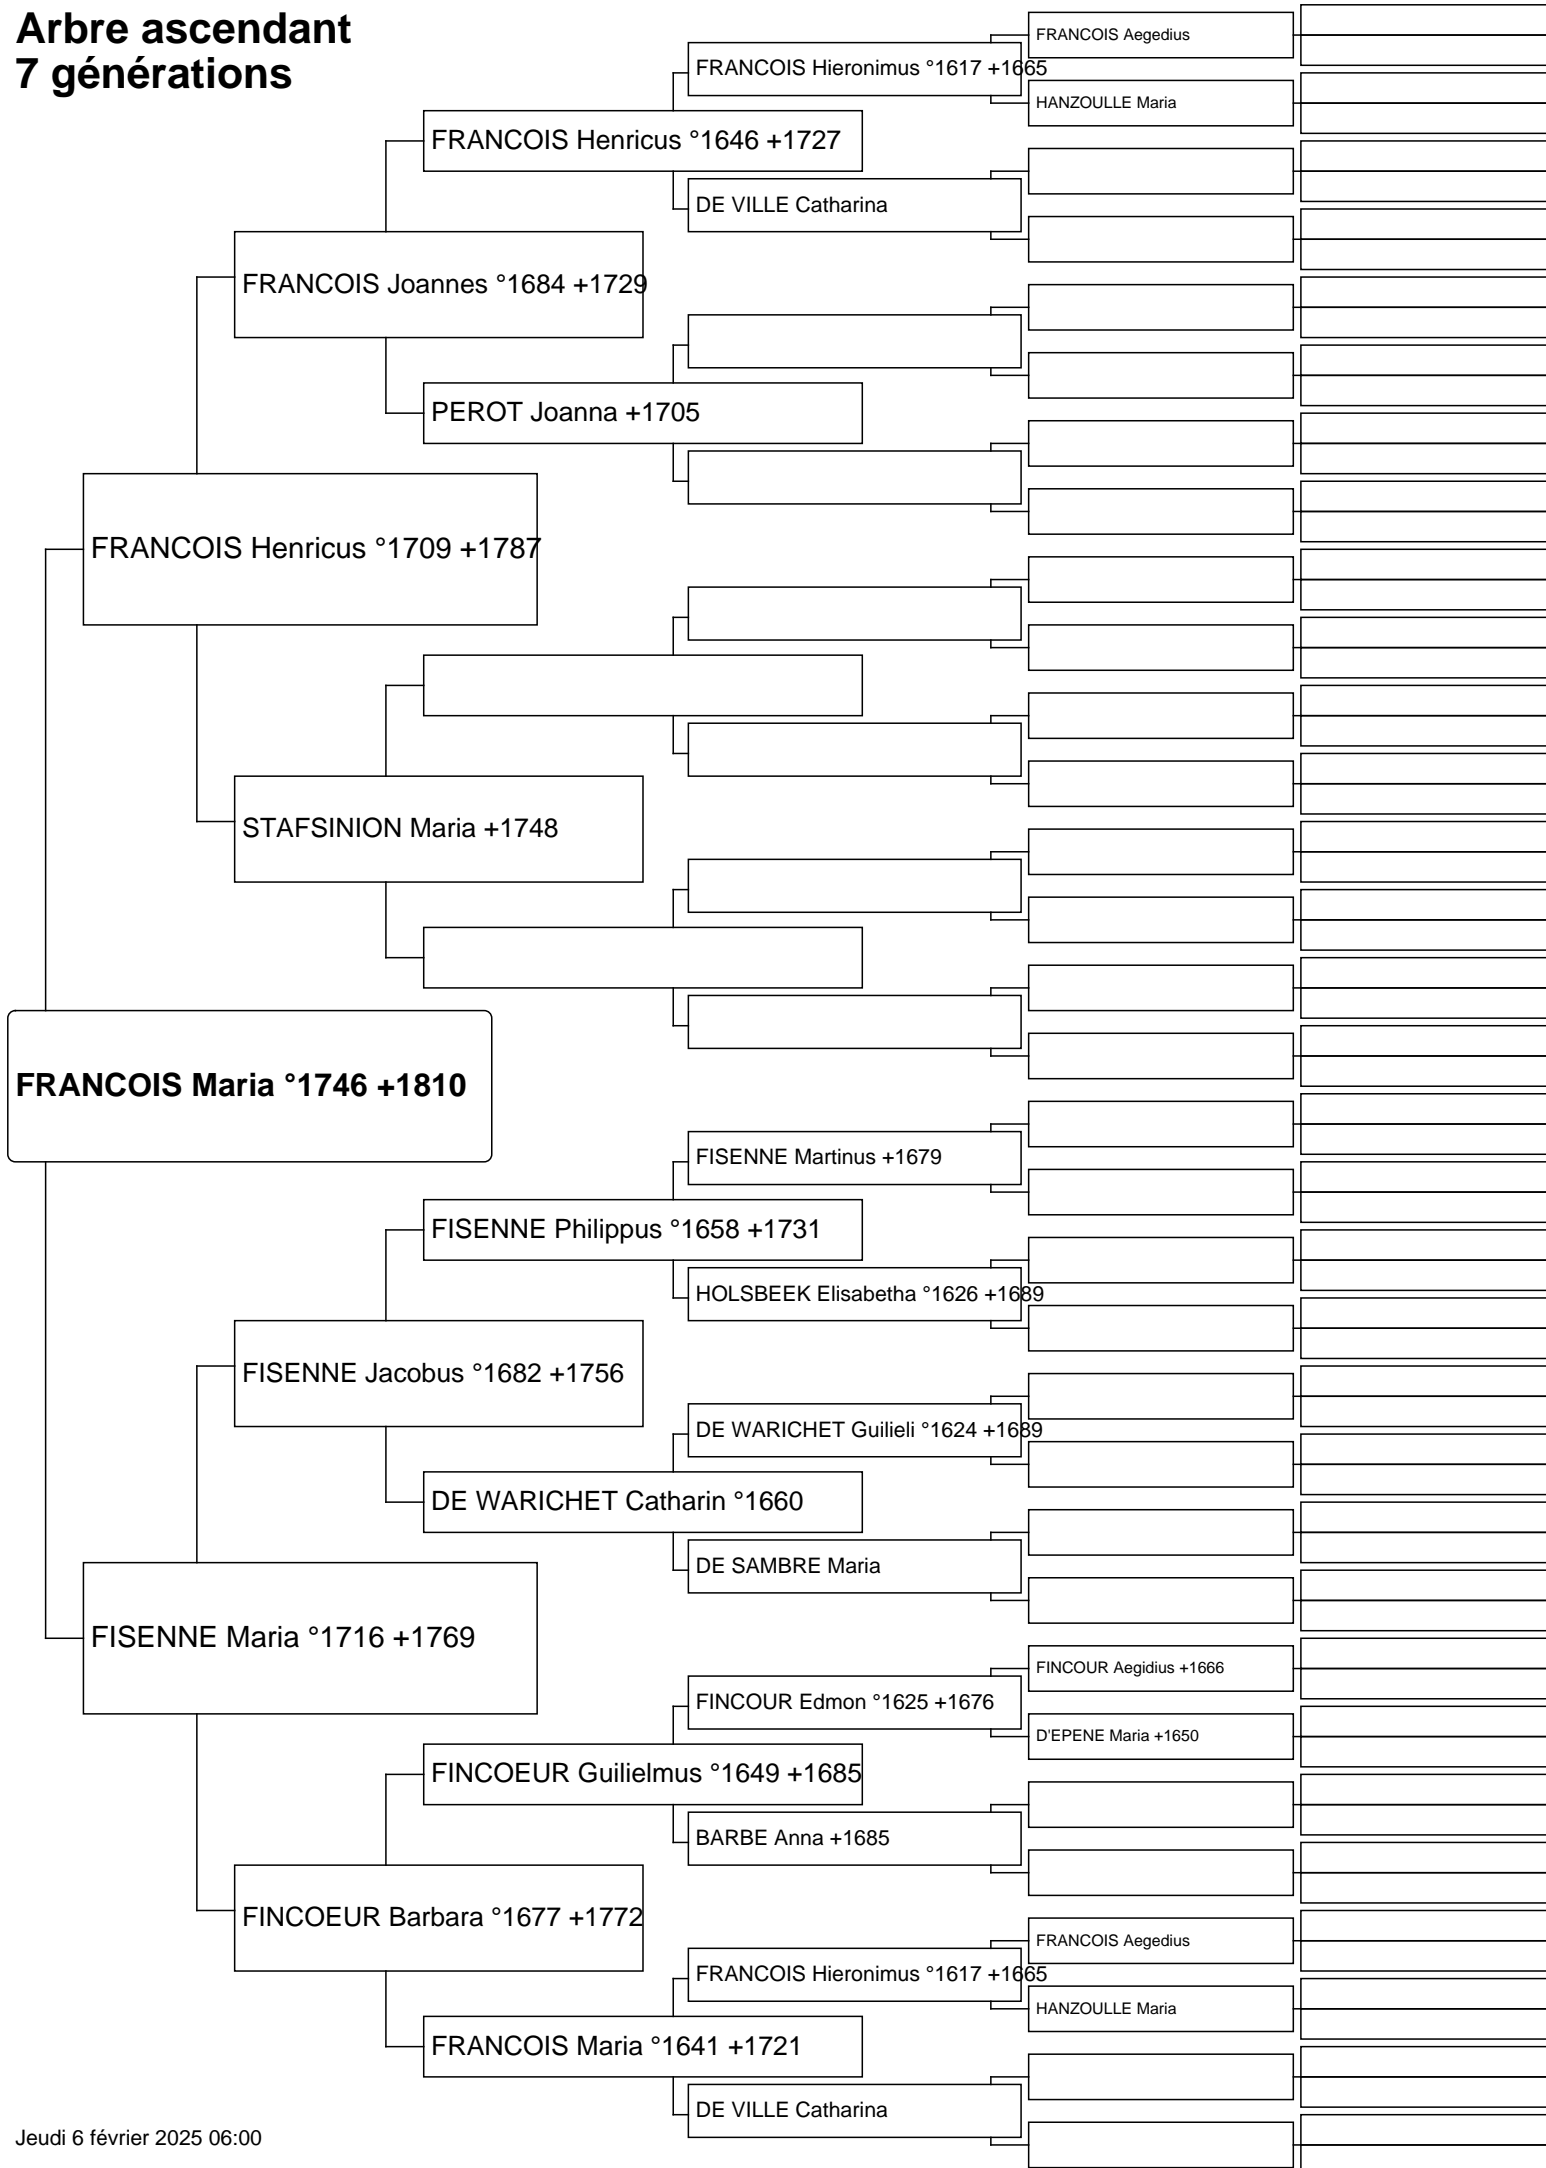 Arbre ascendant
7 générations
FRANCOIS Aegedius
FRANCOIS Hieronimus °1617 +1665
HANZOULLE Maria
FRANCOIS Henricus °1646 +1727
DE VILLE Catharina
FRANCOIS Joannes °1684 +1729
PEROT Joanna +1705
FRANCOIS Henricus °1709 +1787
STAFSINION Maria +1748
FRANCOIS Maria °1746 +1810
FISENNE Martinus +1679
FISENNE Philippus °1658 +1731
HOLSBEEK Elisabetha °1626 +1689
FISENNE Jacobus °1682 +1756
DE WARICHET Guilieli °1624 +1689
DE WARICHET Catharin °1660
DE SAMBRE Maria
FISENNE Maria °1716 +1769
FINCOUR Aegidius +1666
FINCOUR Edmon °1625 +1676
D'EPENE Maria +1650
FINCOEUR Guilielmus °1649 +1685
BARBE Anna +1685
FINCOEUR Barbara °1677 +1772
FRANCOIS Aegedius
FRANCOIS Hieronimus °1617 +1665
HANZOULLE Maria
FRANCOIS Maria °1641 +1721
DE VILLE Catharina
Jeudi 6 février 2025 06:00